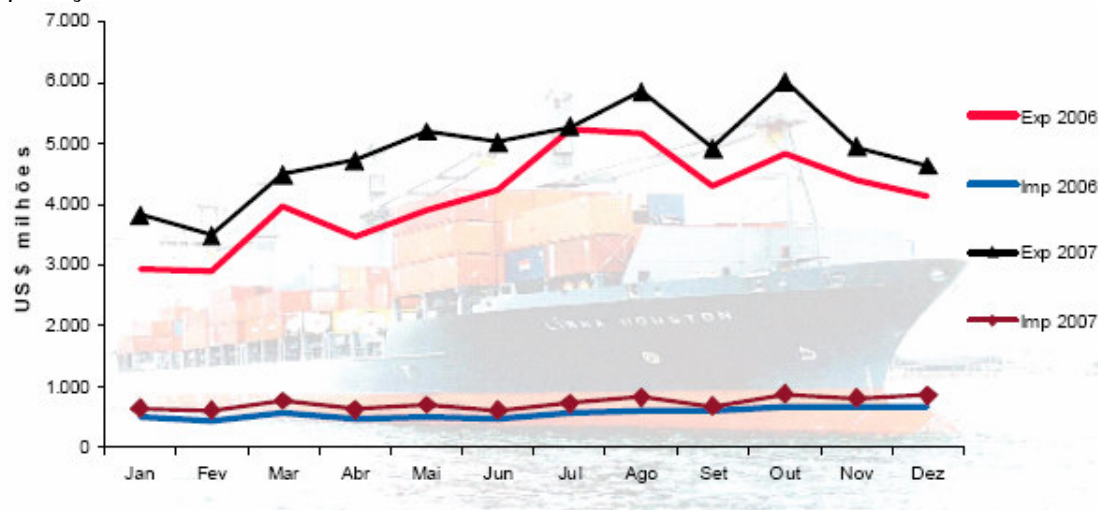 7.000
6.000
5.000
4.000
3.000
2.000
1.000
0
US$ milhões
Jan Fev Mar Abr Mai Jun Jul Ago Set Out Nov Dez
Exp 2006
Imp 2006
Exp 2007
Imp 2007
HOUSTON